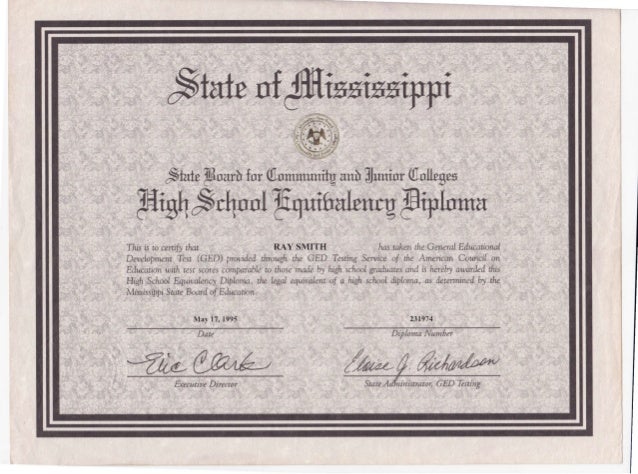 State of Mississippi
State Board for Community and Junior Colleges
High School Equivalency Diploma
This is to certify that RAY SMITH has taken the General Educational
Development Test (GED) provided through the GED Testing Service of the American Council on
Education with test scores comparable to those made by high school graduates and is hereby awarded this
High School Equivalency Diploma, the legal equivalent of a high school diploma, as determined by the
Mississippi State Board of Education.
May 17, 1995 231974
Date Diploma Number
Eric Clark Eloise J. Richardson
Executive Director State Administrator, GED Testing